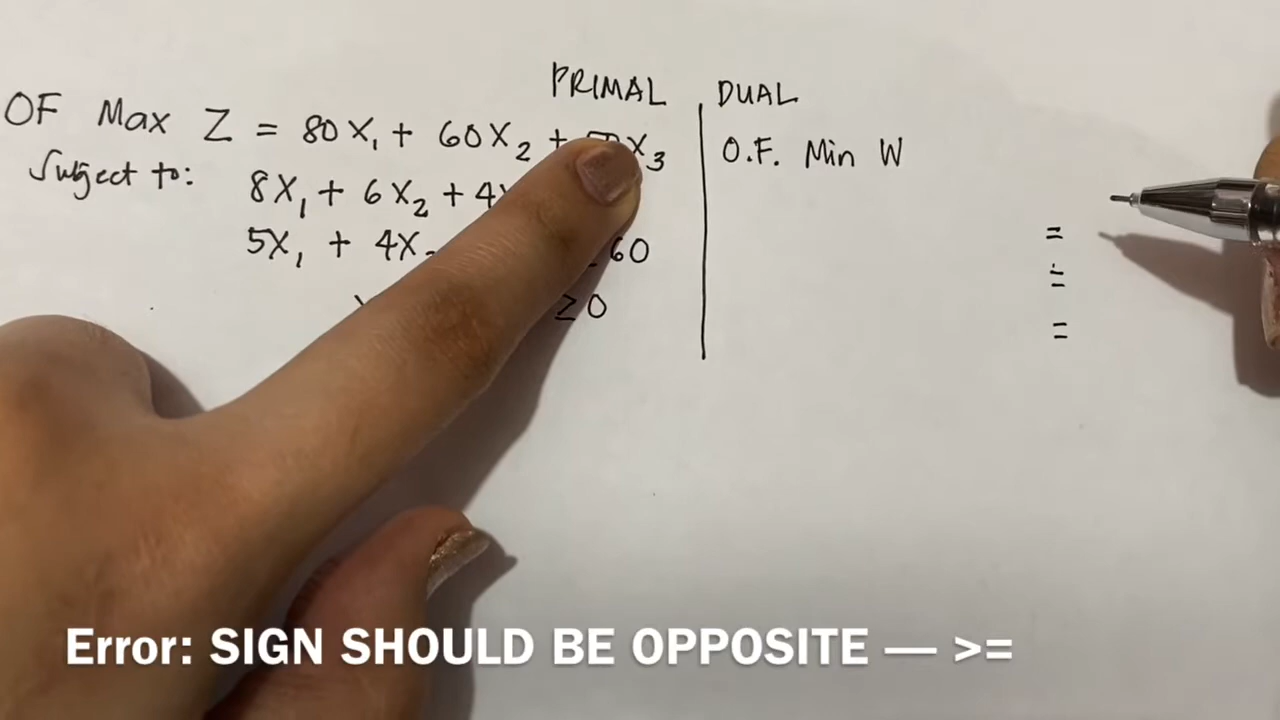 PRIMAL
OF Max Z = 80X₁ + 60X₂ + X₃
Subject to:
8X₁ + 6X₂ + 4X
5X₁ + 4X 60
≥ 0
DUAL
O.F. Min W
=
=
=
Error: SIGN SHOULD BE OPPOSITE — >=